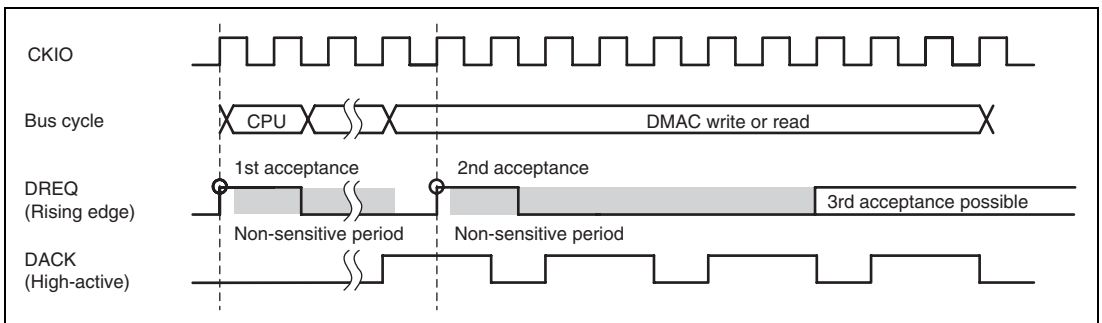 CKIO
Bus cycle
CPU
DMAC write or read
1st acceptance
2nd acceptance
DREQ
(Rising edge)
3rd acceptance possible
Non-sensitive period
Non-sensitive period
DACK
(High-active)